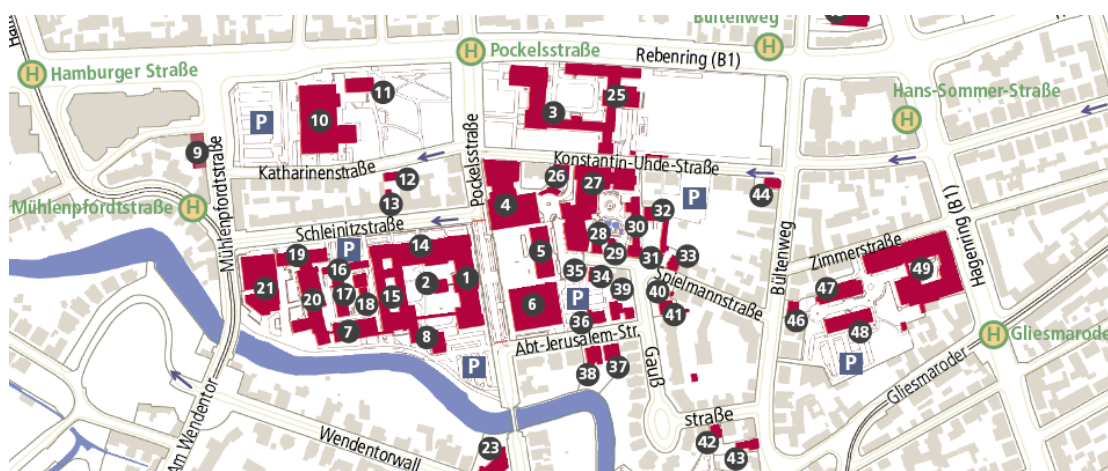 Bültenweg
H
H
Pockelsstraße
Rebenring (B1)
H
Hamburger Straße
11
25
Hans-Sommer-Straße
3
10
P
H
9
Konstantin-Uhde-Straße
Katharinenstraße
Pockelsstraße
26
27
12
44
P
13
4
Mühlenpfordtstraße
H
Mühlenpfordtstraße
Schleinitzstraße
32
30
28
Hagenring (B1)
Bültenweg
Zimmerstraße
14
P
5
29
31
33
19
16
35
34
Spielmannstraße
49
21
20
17
18
15
2
1
39
40
47
6
P
41
46
48
36
7
8
Abt-Jerusalem-Str.
H
Gliesmarode
P
P
38
37
Gauß
Gliesmaroder
straße
Am Wendentor
Wendentorwall
23
42
43